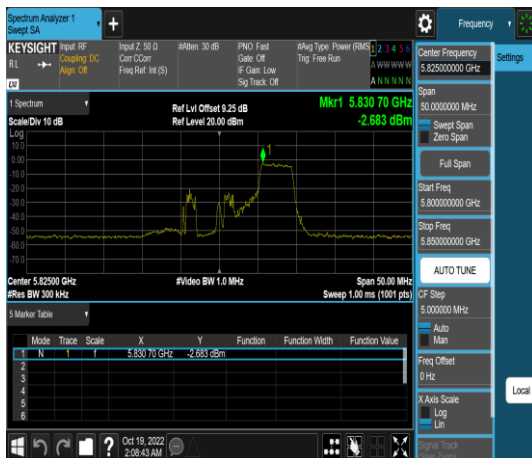 Spectrum Analyzer 1
Swept SA
Frequency
KEYSIGHT
RL
Input: RF
Coupling: DC
Align: Off
Input Z: 50 Ω
Corr CCorr
Freq Ref: Int (S)
#Atten: 30 dB
PNO: Fast
Gate: Off
IF Gain: Low
Sig Track: Off
#Avg Type: Power (RMS
Trig: Free Run
1 2 3 4 5 6
A W W W W W
A N N N N N
Center Frequency
5.825000000 GHz
Settings
1 Spectrum
Scale/Div 10 dB
Ref Lvl Offset 9.25 dB
Ref Level 20.00 dBm
Mkr1 5.830 70 GHz
-2.683 dBm
Span
50.0000000 MHz
Swept Span
Zero Span
Log
10.0
0.00
-10.0
-20.0
-30.0
-40.0
-50.0
-60.0
-70.0
1
Full Span
Start Freq
5.800000000 GHz
Stop Freq
5.850000000 GHz
AUTO TUNE
Center 5.82500 GHz
#Res BW 300 kHz
#Video BW 1.0 MHz
Span 50.00 MHz
Sweep 1.00 ms (1001 pts)
CF Step
5.000000 MHz
Auto
Man
5 Marker Table
Mode Trace Scale X Y Function Function Width Function Value
1 N 1 f 5.830 70 GHz -2.683 dBm
2
3
4
5
6
Freq Offset
0 Hz
Local
X Axis Scale
Log
Lin
Signal Track
(Span Zoom)
Oct 19, 2022
2:08:43 AM